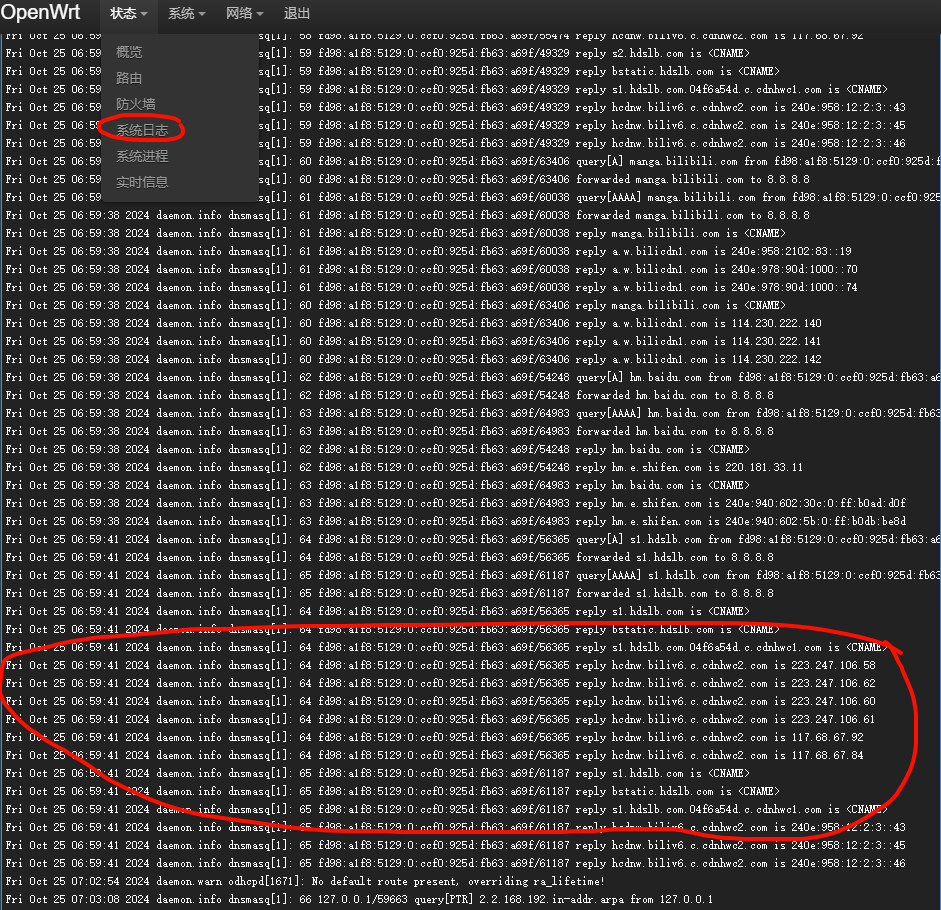 OpenWrt 状态 系统 网络 退出
Fri Oct 25 06:59 sq[1]: 58 fd98:a1f8:5129:0:ccf0:925d:fb63:a69f/55474 reply hcdnw.biliv6.c.cdnhwc2.com is 117.68.67.92
Fri Oct 25 06:59 概览 sq[1]: 59 fd98:a1f8:5129:0:ccf0:925d:fb63:a69f/49329 reply s2.hdslb.com is <CNAME>
Fri Oct 25 06:59 路由 sq[1]: 59 fd98:a1f8:5129:0:ccf0:925d:fb63:a69f/49329 reply bstatic.hdslb.com is <CNAME>
Fri Oct 25 06:59 sq[1]: 59 fd98:a1f8:5129:0:ccf0:925d:fb63:a69f/49329 reply s1.hdslb.com.04f6a54d.c.cdnhwc1.com is <CNAME>
Fri Oct 25 06:59 防火墙 sq[1]: 59 fd98:a1f8:5129:0:ccf0:925d:fb63:a69f/49329 reply hcdnw.biliv6.c.cdnhwc2.com is 240e:958:12:2:3::43
Fri Oct 25 06:59 系统日志 sq[1]: 59 fd98:a1f8:5129:0:ccf0:925d:fb63:a69f/49329 reply hcdnw.biliv6.c.cdnhwc2.com is 240e:958:12:2:3::45
Fri Oct 25 06:59 sq[1]: 59 fd98:a1f8:5129:0:ccf0:925d:fb63:a69f/49329 reply hcdnw.biliv6.c.cdnhwc2.com is 240e:958:12:2:3::46
Fri Oct 25 06:59 系统进程 sq[1]: 60 fd98:a1f8:5129:0:ccf0:925d:fb63:a69f/63406 query[A] manga.bilibili.com from fd98:a1f8:5129:0:ccf0:925d:f
Fri Oct 25 06:59 实时信息 sq[1]: 60 fd98:a1f8:5129:0:ccf0:925d:fb63:a69f/63406 forwarded manga.bilibili.com to 8.8.8.8
Fri Oct 25 06:59 sq[1]: 61 fd98:a1f8:5129:0:ccf0:925d:fb63:a69f/60038 query[AAAA] manga.bilibili.com from fd98:a1f8:5129:0:ccf0:925
Fri Oct 25 06:59:38 2024 daemon.info dnsmasq[1]: 61 fd98:a1f8:5129:0:ccf0:925d:fb63:a69f/60038 forwarded manga.bilibili.com to 8.8.8.8
Fri Oct 25 06:59:38 2024 daemon.info dnsmasq[1]: 61 fd98:a1f8:5129:0:ccf0:925d:fb63:a69f/60038 reply manga.bilibili.com is <CNAME>
Fri Oct 25 06:59:38 2024 daemon.info dnsmasq[1]: 61 fd98:a1f8:5129:0:ccf0:925d:fb63:a69f/60038 reply a.w.bilicdn1.com is 240e:958:2102:83::19
Fri Oct 25 06:59:38 2024 daemon.info dnsmasq[1]: 61 fd98:a1f8:5129:0:ccf0:925d:fb63:a69f/60038 reply a.w.bilicdn1.com is 240e:978:90d:1000::70
Fri Oct 25 06:59:38 2024 daemon.info dnsmasq[1]: 61 fd98:a1f8:5129:0:ccf0:925d:fb63:a69f/60038 reply a.w.bilicdn1.com is 240e:978:90d:1000::74
Fri Oct 25 06:59:38 2024 daemon.info dnsmasq[1]: 60 fd98:a1f8:5129:0:ccf0:925d:fb63:a69f/63406 reply manga.bilibili.com is <CNAME>
Fri Oct 25 06:59:38 2024 daemon.info dnsmasq[1]: 60 fd98:a1f8:5129:0:ccf0:925d:fb63:a69f/63406 reply a.w.bilicdn1.com is 114.230.222.140
Fri Oct 25 06:59:38 2024 daemon.info dnsmasq[1]: 60 fd98:a1f8:5129:0:ccf0:925d:fb63:a69f/63406 reply a.w.bilicdn1.com is 114.230.222.141
Fri Oct 25 06:59:38 2024 daemon.info dnsmasq[1]: 60 fd98:a1f8:5129:0:ccf0:925d:fb63:a69f/63406 reply a.w.bilicdn1.com is 114.230.222.142
Fri Oct 25 06:59:38 2024 daemon.info dnsmasq[1]: 62 fd98:a1f8:5129:0:ccf0:925d:fb63:a69f/54248 query[A] hm.baidu.com from fd98:a1f8:5129:0:ccf0:925d:fb63:a6
Fri Oct 25 06:59:38 2024 daemon.info dnsmasq[1]: 62 fd98:a1f8:5129:0:ccf0:925d:fb63:a69f/54248 forwarded hm.baidu.com to 8.8.8.8
Fri Oct 25 06:59:38 2024 daemon.info dnsmasq[1]: 63 fd98:a1f8:5129:0:ccf0:925d:fb63:a69f/64983 query[AAAA] hm.baidu.com from fd98:a1f8:5129:0:ccf0:925d:fb63
Fri Oct 25 06:59:38 2024 daemon.info dnsmasq[1]: 63 fd98:a1f8:5129:0:ccf0:925d:fb63:a69f/64983 forwarded hm.baidu.com to 8.8.8.8
Fri Oct 25 06:59:38 2024 daemon.info dnsmasq[1]: 62 fd98:a1f8:5129:0:ccf0:925d:fb63:a69f/54248 reply hm.baidu.com is <CNAME>
Fri Oct 25 06:59:38 2024 daemon.info dnsmasq[1]: 62 fd98:a1f8:5129:0:ccf0:925d:fb63:a69f/54248 reply hm.e.shifen.com is 220.181.33.11
Fri Oct 25 06:59:38 2024 daemon.info dnsmasq[1]: 63 fd98:a1f8:5129:0:ccf0:925d:fb63:a69f/64983 reply hm.baidu.com is <CNAME>
Fri Oct 25 06:59:38 2024 daemon.info dnsmasq[1]: 63 fd98:a1f8:5129:0:ccf0:925d:fb63:a69f/64983 reply hm.e.shifen.com is 240e:940:602:30c:0:ff:b0ad:d0f
Fri Oct 25 06:59:38 2024 daemon.info dnsmasq[1]: 63 fd98:a1f8:5129:0:ccf0:925d:fb63:a69f/64983 reply hm.e.shifen.com is 240e:940:602:5b:0:ff:b0db:be8d
Fri Oct 25 06:59:41 2024 daemon.info dnsmasq[1]: 64 fd98:a1f8:5129:0:ccf0:925d:fb63:a69f/56365 query[A] s1.hdslb.com from fd98:a1f8:5129:0:ccf0:925d:fb63:a6
Fri Oct 25 06:59:41 2024 daemon.info dnsmasq[1]: 64 fd98:a1f8:5129:0:ccf0:925d:fb63:a69f/56365 forwarded s1.hdslb.com to 8.8.8.8
Fri Oct 25 06:59:41 2024 daemon.info dnsmasq[1]: 65 fd98:a1f8:5129:0:ccf0:925d:fb63:a69f/61187 query[AAAA] s1.hdslb.com from fd98:a1f8:5129:0:ccf0:925d:fb63
Fri Oct 25 06:59:41 2024 daemon.info dnsmasq[1]: 65 fd98:a1f8:5129:0:ccf0:925d:fb63:a69f/61187 forwarded s1.hdslb.com to 8.8.8.8
Fri Oct 25 06:59:41 2024 daemon.info dnsmasq[1]: 64 fd98:a1f8:5129:0:ccf0:925d:fb63:a69f/56365 reply s1.hdslb.com is <CNAME>
Fri Oct 25 06:59:41 2024 daemon.info dnsmasq[1]: 64 fd98:a1f8:5129:0:ccf0:925d:fb63:a69f/56365 reply bstatic.hdslb.com is <CNAME>
Fri Oct 25 06:59:41 2024 daemon.info dnsmasq[1]: 64 fd98:a1f8:5129:0:ccf0:925d:fb63:a69f/56365 reply s1.hdslb.com.04f6a54d.c.cdnhwc1.com is <CNAME>
Fri Oct 25 06:59:41 2024 daemon.info dnsmasq[1]: 64 fd98:a1f8:5129:0:ccf0:925d:fb63:a69f/56365 reply hcdnw.biliv6.c.cdnhwc2.com is 223.247.106.58
Fri Oct 25 06:59:41 2024 daemon.info dnsmasq[1]: 64 fd98:a1f8:5129:0:ccf0:925d:fb63:a69f/56365 reply hcdnw.biliv6.c.cdnhwc2.com is 223.247.106.62
Fri Oct 25 06:59:41 2024 daemon.info dnsmasq[1]: 64 fd98:a1f8:5129:0:ccf0:925d:fb63:a69f/56365 reply hcdnw.biliv6.c.cdnhwc2.com is 223.247.106.60
Fri Oct 25 06:59:41 2024 daemon.info dnsmasq[1]: 64 fd98:a1f8:5129:0:ccf0:925d:fb63:a69f/56365 reply hcdnw.biliv6.c.cdnhwc2.com is 223.247.106.61
Fri Oct 25 06:59:41 2024 daemon.info dnsmasq[1]: 64 fd98:a1f8:5129:0:ccf0:925d:fb63:a69f/56365 reply hcdnw.biliv6.c.cdnhwc2.com is 117.68.67.92
Fri Oct 25 06:59:41 2024 daemon.info dnsmasq[1]: 64 fd98:a1f8:5129:0:ccf0:925d:fb63:a69f/56365 reply hcdnw.biliv6.c.cdnhwc2.com is 117.68.67.84
Fri Oct 25 06:59:41 2024 daemon.info dnsmasq[1]: 65 fd98:a1f8:5129:0:ccf0:925d:fb63:a69f/61187 reply s1.hdslb.com is <CNAME>
Fri Oct 25 06:59:41 2024 daemon.info dnsmasq[1]: 65 fd98:a1f8:5129:0:ccf0:925d:fb63:a69f/61187 reply bstatic.hdslb.com is <CNAME>
Fri Oct 25 06:59:41 2024 daemon.info dnsmasq[1]: 65 fd98:a1f8:5129:0:ccf0:925d:fb63:a69f/61187 reply s1.hdslb.com.04f6a54d.c.cdnhwc1.com is <CNAME>
Fri Oct 25 06:59:41 2024 daemon.info dnsmasq[1]: 65 fd98:a1f8:5129:0:ccf0:925d:fb63:a69f/61187 reply hcdnw.biliv6.c.cdnhwc2.com is 240e:958:12:2:3::43
Fri Oct 25 06:59:41 2024 daemon.info dnsmasq[1]: 65 fd98:a1f8:5129:0:ccf0:925d:fb63:a69f/61187 reply hcdnw.biliv6.c.cdnhwc2.com is 240e:958:12:2:3::45
Fri Oct 25 06:59:41 2024 daemon.info dnsmasq[1]: 65 fd98:a1f8:5129:0:ccf0:925d:fb63:a69f/61187 reply hcdnw.biliv6.c.cdnhwc2.com is 240e:958:12:2:3::46
Fri Oct 25 07:02:54 2024 daemon.warn odhcpd[1671]: No default route present, overriding ra_lifetime!
Fri Oct 25 07:03:08 2024 daemon.info dnsmasq[1]: 66 127.0.0.1/59663 query[PTR] 2.2.168.192.in-addr.arpa from 127.0.0.1